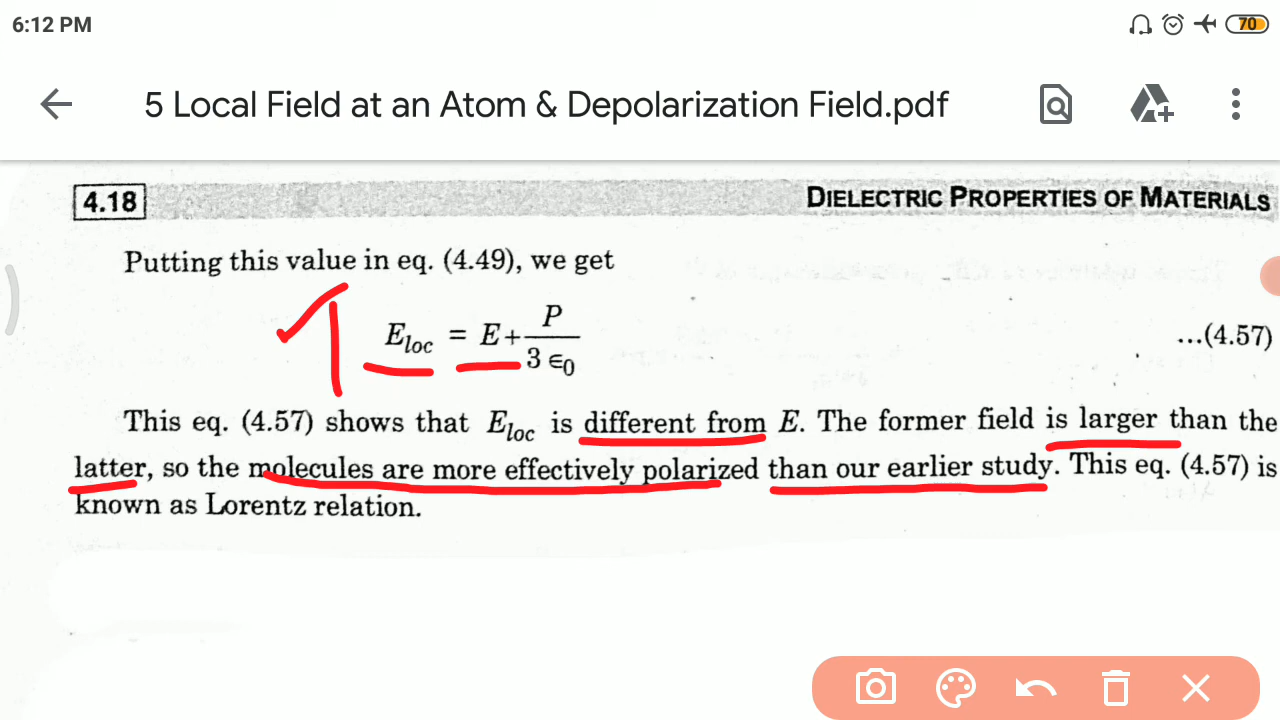 6:12 PM
70
5 Local Field at an Atom & Depolarization Field.pdf
4.18 DIELECTRIC PROPERTIES OF MATERIALS
Putting this value in eq. (4.49), we get
E_loc = E + P / 3 ∈0 ...(4.57)
This eq. (4.57) shows that E_loc is different from E. The former field is larger than the
latter, so the molecules are more effectively polarized than our earlier study. This eq. (4.57) is
known as Lorentz relation.